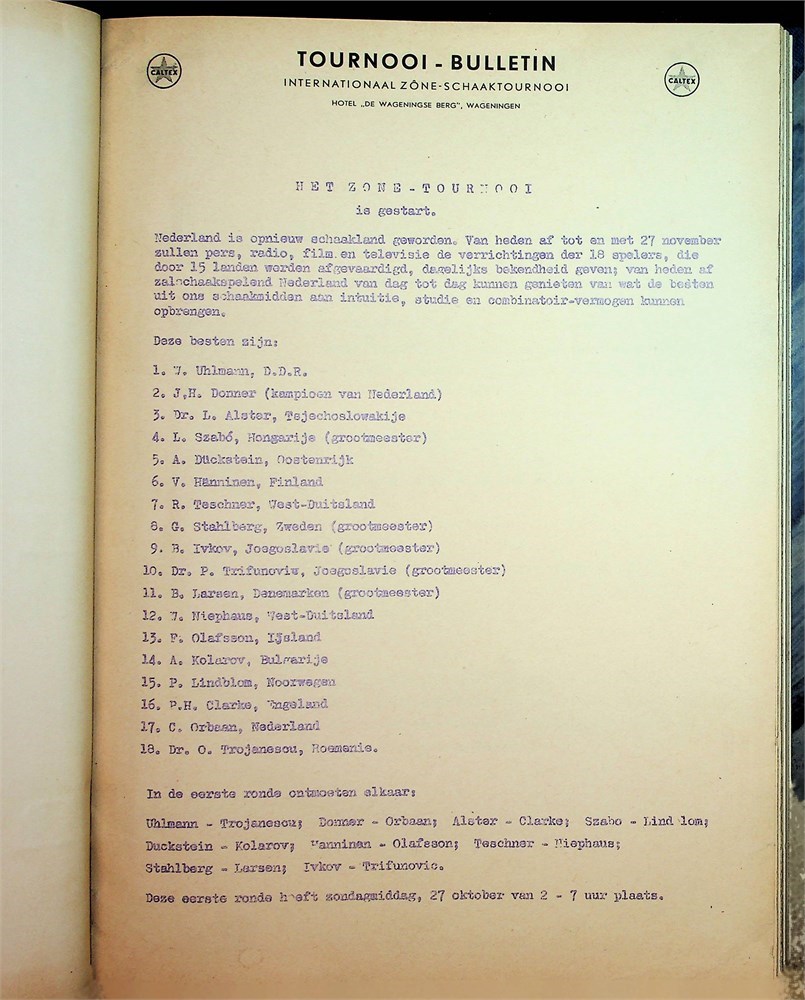 CALTEX
TOURNOOI - BULLETIN
CALTEX
INTERNATIONAAL ZÔNE-SCHAAKTOURNOOI
HOTEL „DE WAGENINGSE BERG", WAGENINGEN
HET ZONE-TOURNOOI
is gestart.
Nederland is opnieuw schaakland geworden. Van heden af tot en met 27 november
zullen pers, radio, film en televisie de verrichtingen der 18 spelers, die
door 15 landen werden afgevaardigd, dagelijks bekendheid geven; van heden af
zal schaakspelend Nederland van dag tot dag kunnen genieten van wat de besten
uit ons schaakmidden aan intuitie, studie en combinatoir-vermogen kunnen
opbrengen.
Deze besten zijn:
1. W. Uhlmann, D.D.R.
2. J.H. Donner (kampioen van Nederland)
3. Dr. L. Alster, Tsjechoslowakije
4. L. Szabó, Hongarije (grootmeester)
5. A. Dückstein, Oostenrijk
6. V. Hänninen, Finland
7. R. Teschner, West-Duitsland
8. G. Stahlberg, Zweden (grootmeester)
9. B. Ivkov, Joegoslavie (grootmeester)
10. Dr. P. Trifunoviw, Joegoslavie (grootmeester)
11. B. Larsen, Denemarken (grootmeester)
12. W. Niephaus, West-Duitsland
13. F. Olafsson, IJsland
14. A. Kolarov, Bulgarije
15. P. Lindblom, Noorwegen
16. P.H. Clarke, Engeland
17. C. Orbaan, Nederland
18. Dr. O. Trojanescu, Roemenie.
In de eerste ronde ontmoeten elkaar:
Uhlmann - Trojanescu; Donner - Orbaan; Alster - Clarke; Szabo - Lindblom;
Duckstein - Kolarov; Hanninen - Olafsson; Teschner - Niephaus;
Stahlberg - Larsen; Ivkov - Trifunovic.
Deze eerste ronde heeft zondagmiddag, 27 oktober van 2 - 7 uur plaats.